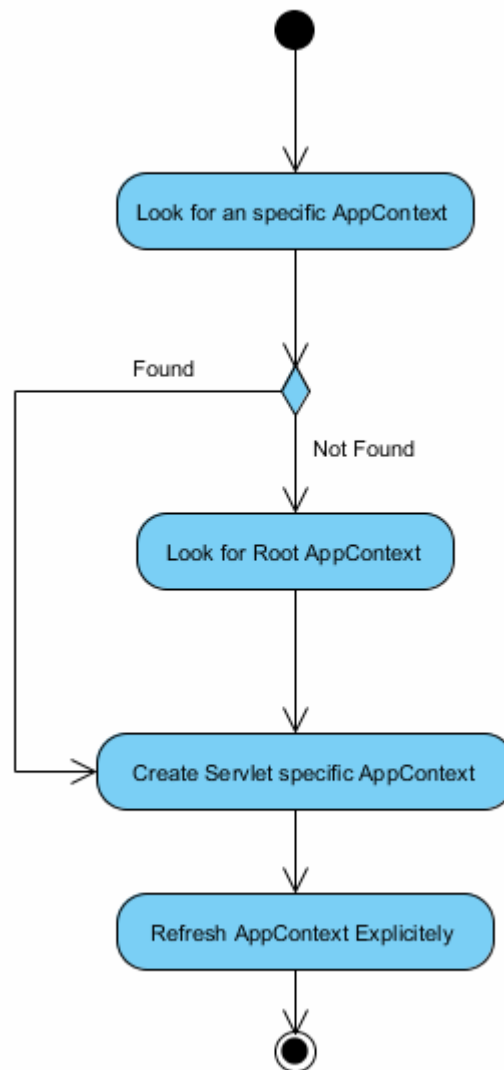 Look for an specific AppContext
Found
Not Found
Look for Root AppContext
Create Servlet specific AppContext
Refresh AppContext Explicitely